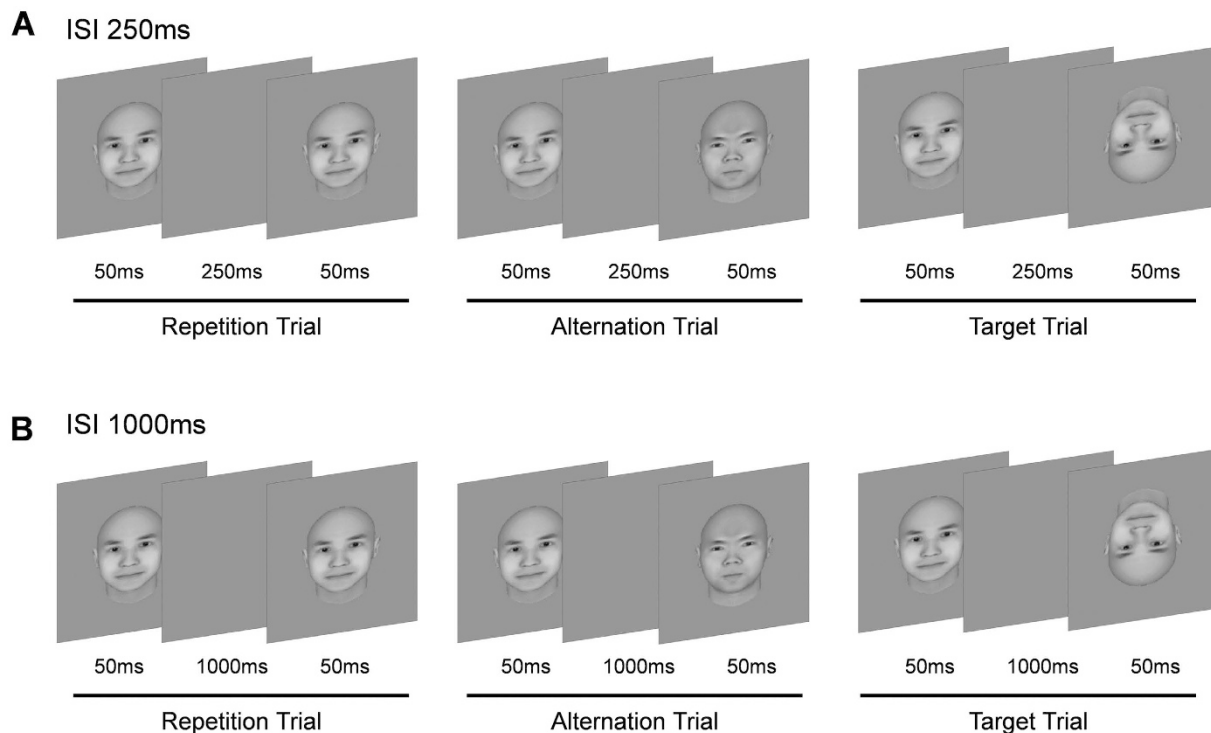 A ISI 250ms
50ms 250ms 50ms 50ms 250ms 50ms 50ms 250ms 50ms
Repetition Trial Alternation Trial Target Trial
B ISI 1000ms
50ms 1000ms 50ms 50ms 1000ms 50ms 50ms 1000ms 50ms
Repetition Trial Alternation Trial Target Trial